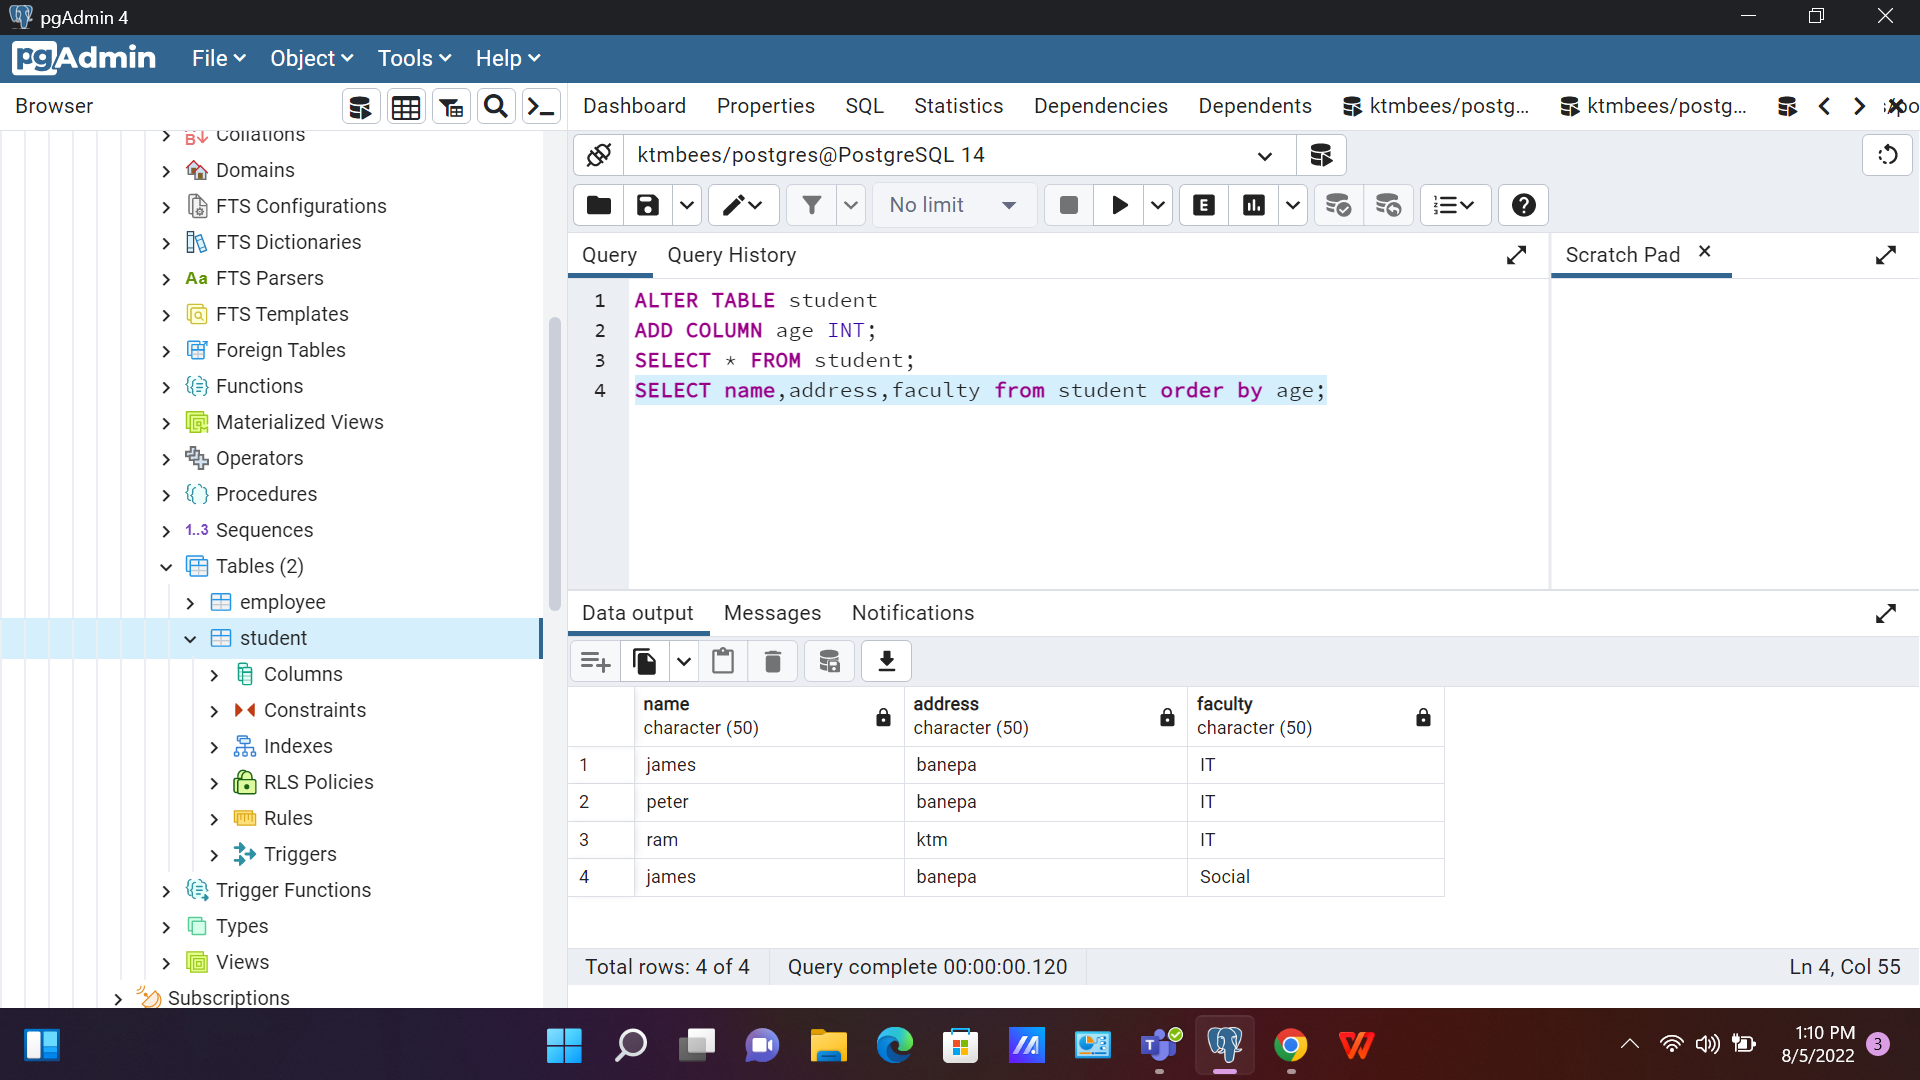 pgAdmin 4
pgAdmin File Object Tools Help
Browser
Dashboard Properties SQL Statistics Dependencies Dependents ktmbees/postg... ktmbees/postg...
Collations
Domains
FTS Configurations
FTS Dictionaries
Aa FTS Parsers
FTS Templates
Foreign Tables
Functions
Materialized Views
Operators
Procedures
1..3 Sequences
Tables (2)
employee
student
Columns
Constraints
Indexes
RLS Policies
Rules
Triggers
Trigger Functions
Types
Views
Subscriptions
ktmbees/postgres@PostgreSQL 14
No limit
E
Query Query History
Scratch Pad
1 ALTER TABLE student
2 ADD COLUMN age INT;
3 SELECT * FROM student;
4 SELECT name,address,faculty from student order by age;
Data output Messages Notifications
name address faculty
character (50) character (50) character (50)
1 james banepa IT
2 peter banepa IT
3 ram ktm IT
4 james banepa Social
Total rows: 4 of 4 Query complete 00:00:00.120 Ln 4, Col 55
1:10 PM
8/5/2022
3